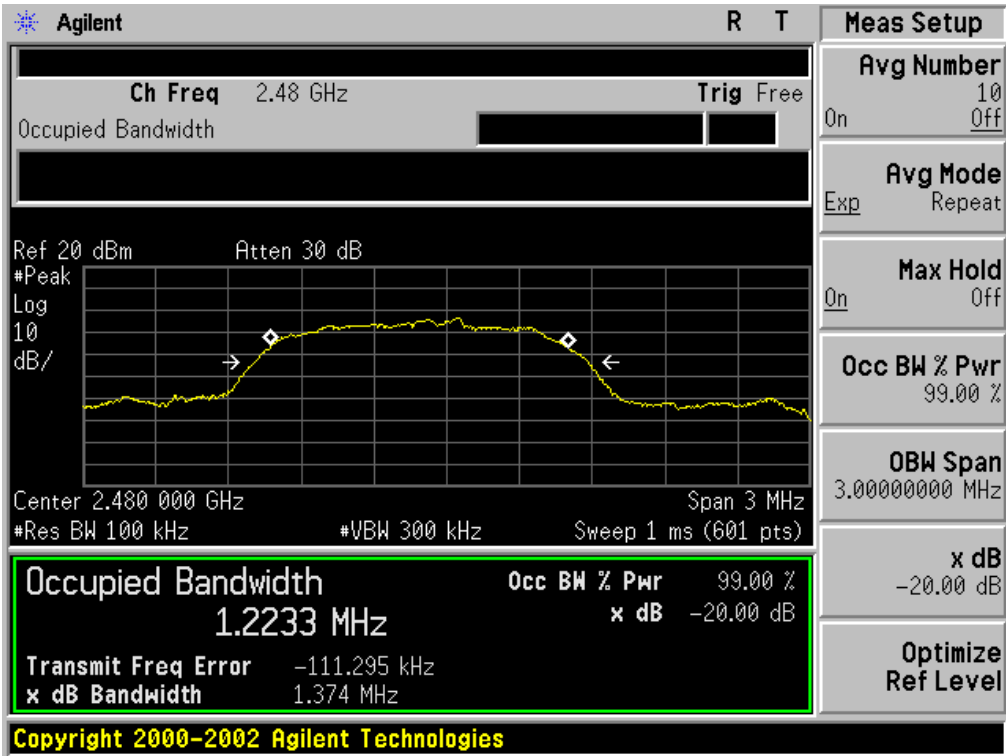 Agilent R T
Ch Freq 2.48 GHz Trig Free
Occupied Bandwidth
Ref 20 dBm Atten 30 dB
#Peak
Log
10
dB/
Center 2.480 000 GHz Span 3 MHz
#Res BW 100 kHz #VBW 300 kHz Sweep 1 ms (601 pts)
Occupied Bandwidth Occ BW % Pwr 99.00 %
1.2233 MHz x dB -20.00 dB
Transmit Freq Error -111.295 kHz
x dB Bandwidth 1.374 MHz
Copyright 2000-2002 Agilent Technologies
Meas Setup
Avg Number
10
On Off
Avg Mode
Exp Repeat
Max Hold
On Off
Occ BW % Pwr
99.00 %
OBW Span
3.00000000 MHz
x dB
-20.00 dB
Optimize
Ref Level